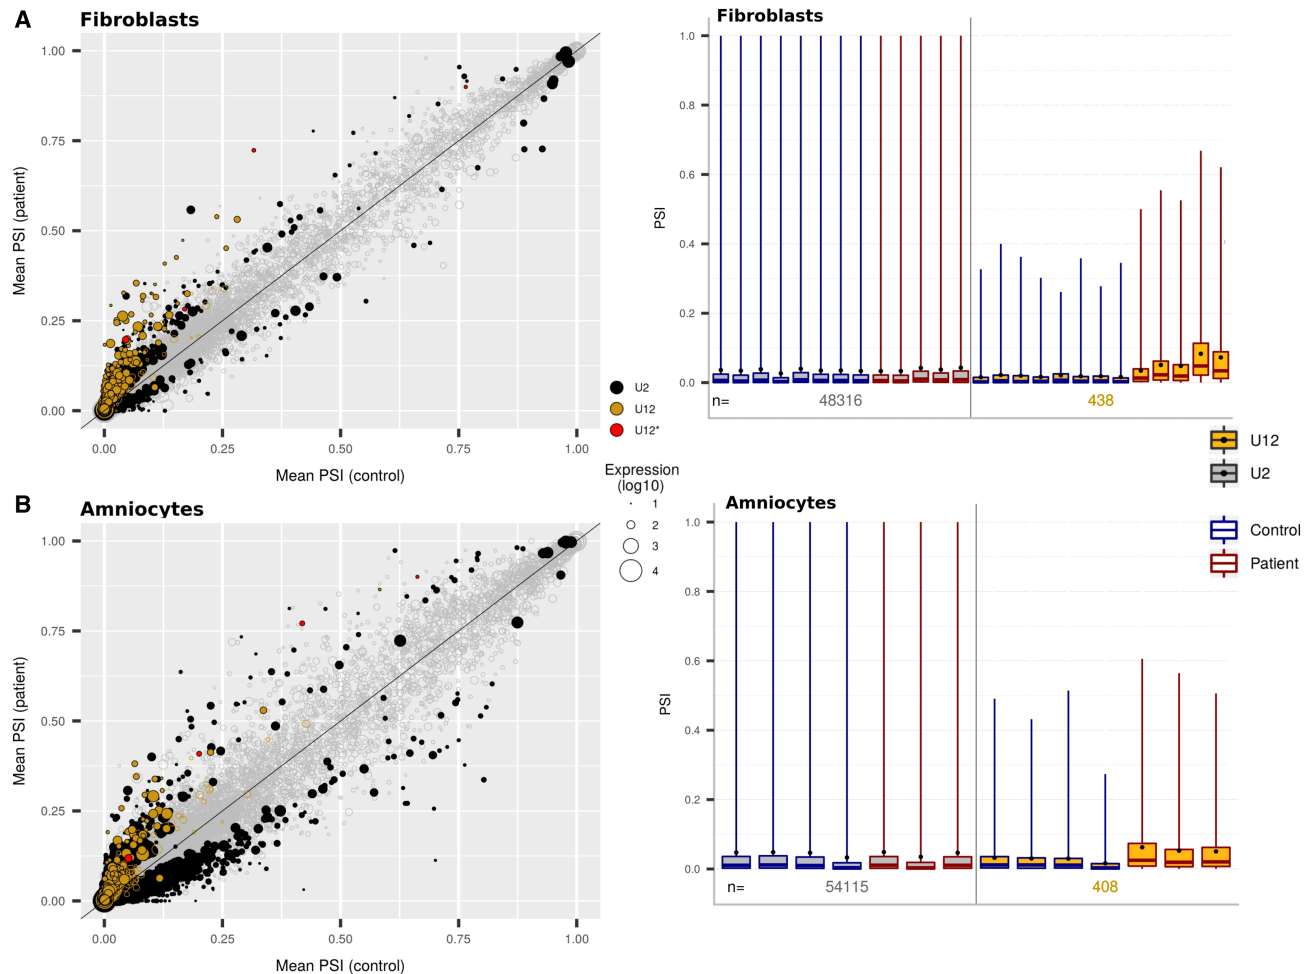 A
Fibroblasts
1.00
0.75
0.50
0.25
0.00
Mean PSI (patient)
0.00
0.25
0.50
0.75
1.00
Mean PSI (control)
U2
U12
U12*
Fibroblasts
1.0
0.8
0.6
0.4
0.2
0.0
PSI
n=
48316
438
Expression
(log10)
1
2
3
4
U12
U2
Control
Patient
B
Amniocytes
1.00
0.75
0.50
0.25
0.00
Mean PSI (patient)
0.00
0.25
0.50
0.75
1.00
Mean PSI (control)
Amniocytes
1.0
0.8
0.6
0.4
0.2
0.0
PSI
n=
54115
408